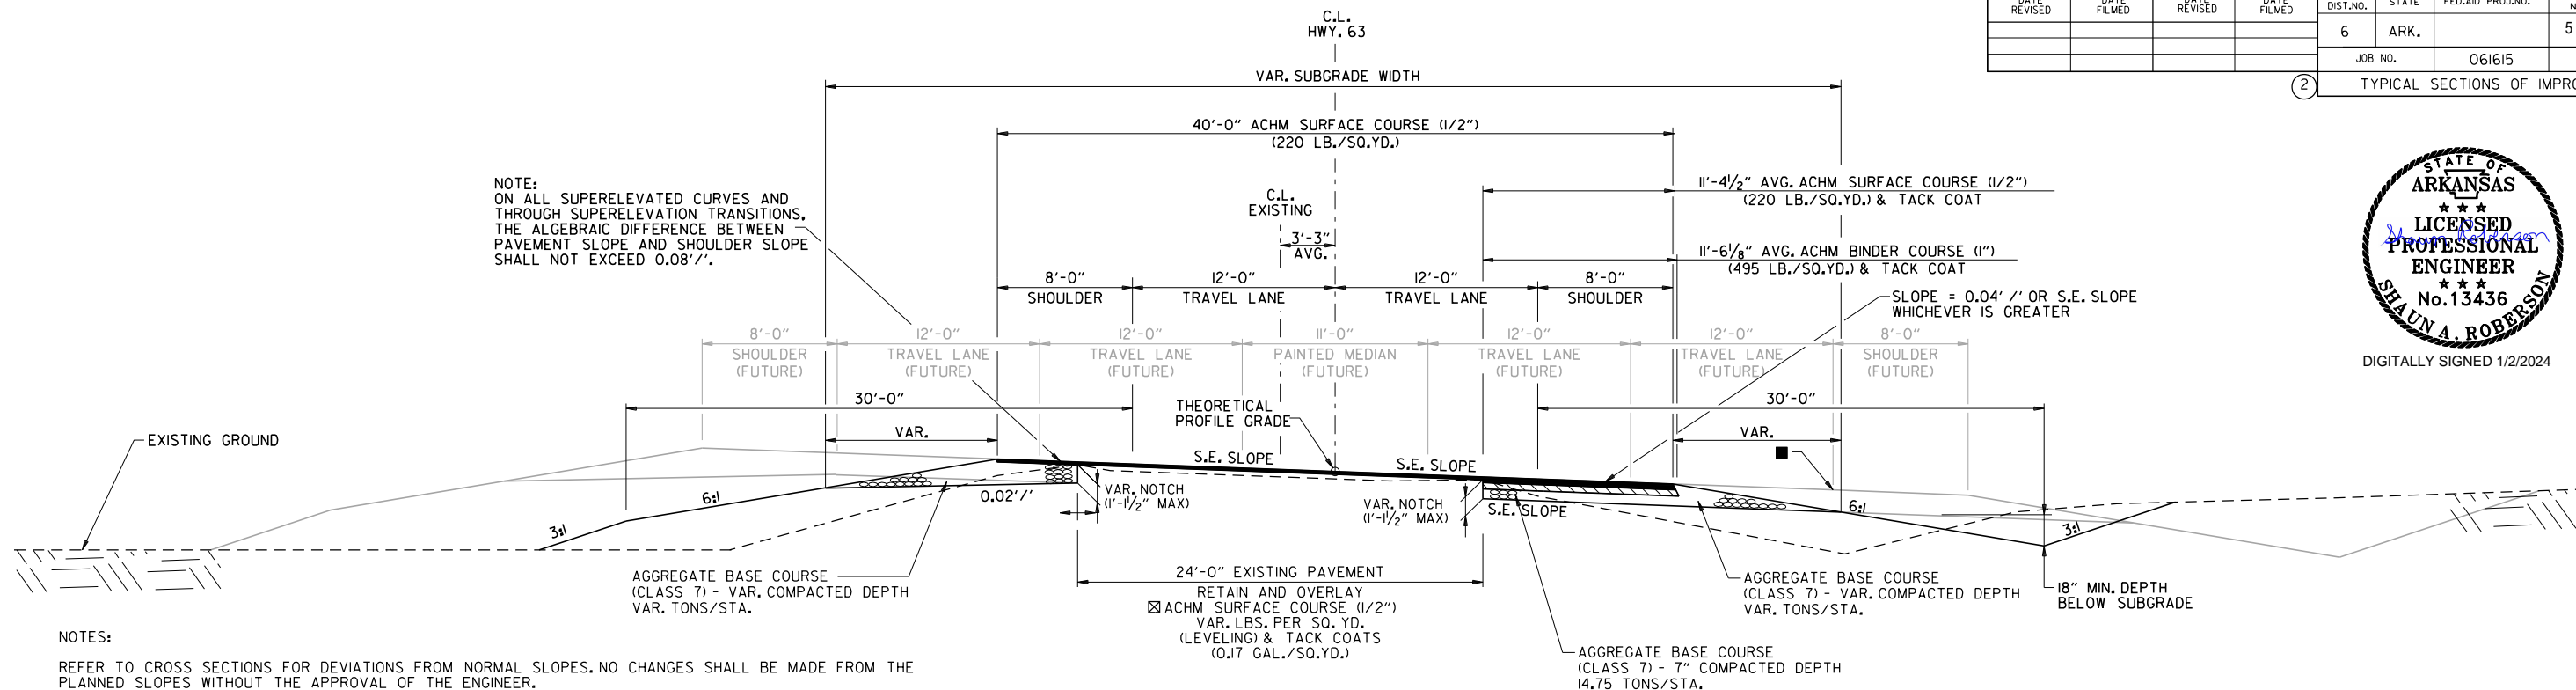 C.L.
HWY. 63
DATE
REVISED
DATE
FILMED
DATE
REVISED
DATE
FILMED
DIST.NO.
STATE
FED.AID PROJ.NO.
6
ARK.
5
JOB NO.
061615
2
TYPICAL SECTIONS OF IMPRO
VAR. SUBGRADE WIDTH
40'-0" ACHM SURFACE COURSE (1/2")
(220 LB./SQ.YD.)
NOTE:
ON ALL SUPERELEVATED CURVES AND
THROUGH SUPERELEVATION TRANSITIONS,
THE ALGEBRAIC DIFFERENCE BETWEEN
PAVEMENT SLOPE AND SHOULDER SLOPE
SHALL NOT EXCEED 0.08'/'.
C.L.
EXISTING
3'-3"
AVG.
11'-4½" AVG. ACHM SURFACE COURSE (1/2")
(220 LB./SQ.YD.) & TACK COAT
11'-6⅛" AVG. ACHM BINDER COURSE (1")
(495 LB./SQ.YD.) & TACK COAT
STATE OF
ARKANSAS
★ ★ ★
LICENSED
PROFESSIONAL
ENGINEER
★ ★ ★
No.13436
SHAUN A. ROBERSON
Shaun Roberson
DIGITALLY SIGNED 1/2/2024
8'-0" 12'-0" 12'-0" 8'-0"
SHOULDER TRAVEL LANE TRAVEL LANE SHOULDER
SLOPE = 0.04' /' OR S.E. SLOPE
WHICHEVER IS GREATER
8'-0" 12'-0" 12'-0" 11'-0" 12'-0" 12'-0" 8'-0"
SHOULDER TRAVEL LANE TRAVEL LANE PAINTED MEDIAN TRAVEL LANE TRAVEL LANE SHOULDER
(FUTURE) (FUTURE) (FUTURE) (FUTURE) (FUTURE) (FUTURE) (FUTURE)
30'-0"
THEORETICAL
PROFILE GRADE
30'-0"
EXISTING GROUND
VAR.
VAR.
S.E. SLOPE
S.E. SLOPE
6:1
3:1
0.02'/'
VAR. NOTCH
(1'-1½" MAX)
VAR. NOTCH
(1'-1½" MAX)
S.E. SLOPE
6:1
3:1
AGGREGATE BASE COURSE
(CLASS 7) - VAR. COMPACTED DEPTH
VAR. TONS/STA.
24'-0" EXISTING PAVEMENT
RETAIN AND OVERLAY
☒ ACHM SURFACE COURSE (1/2")
VAR. LBS. PER SQ. YD.
(LEVELING) & TACK COATS
(0.17 GAL./SQ.YD.)
AGGREGATE BASE COURSE
(CLASS 7) - VAR. COMPACTED DEPTH
VAR. TONS/STA.
18" MIN. DEPTH
BELOW SUBGRADE
AGGREGATE BASE COURSE
(CLASS 7) - 7" COMPACTED DEPTH
14.75 TONS/STA.
NOTES:
REFER TO CROSS SECTIONS FOR DEVIATIONS FROM NORMAL SLOPES. NO CHANGES SHALL BE MADE FROM THE
PLANNED SLOPES WITHOUT THE APPROVAL OF THE ENGINEER.